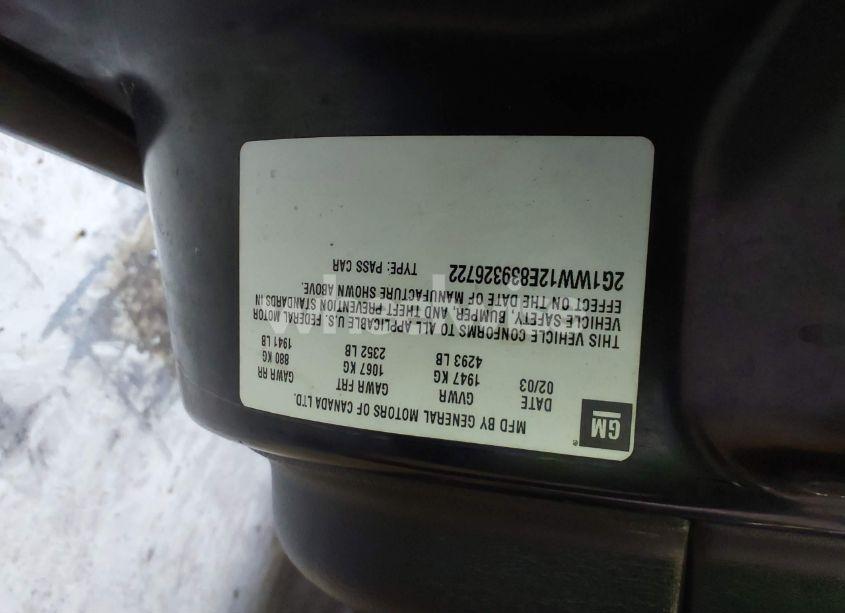 GM
MFD BY GENERAL MOTORS OF CANADA LTD.
DATE GVWR GAWR FRT GAWR RR
02/03 1947 KG 1067 KG 880 KG
4293 LB 2352 LB 1941 LB
THIS VEHICLE CONFORMS TO ALL APPLICABLE U.S. FEDERAL MOTOR
VEHICLE SAFETY, BUMPER, AND THEFT PREVENTION STANDARDS IN
EFFECT ON THE DATE OF MANUFACTURE SHOWN ABOVE.
2G1WW12E839326722 TYPE: PASS CAR